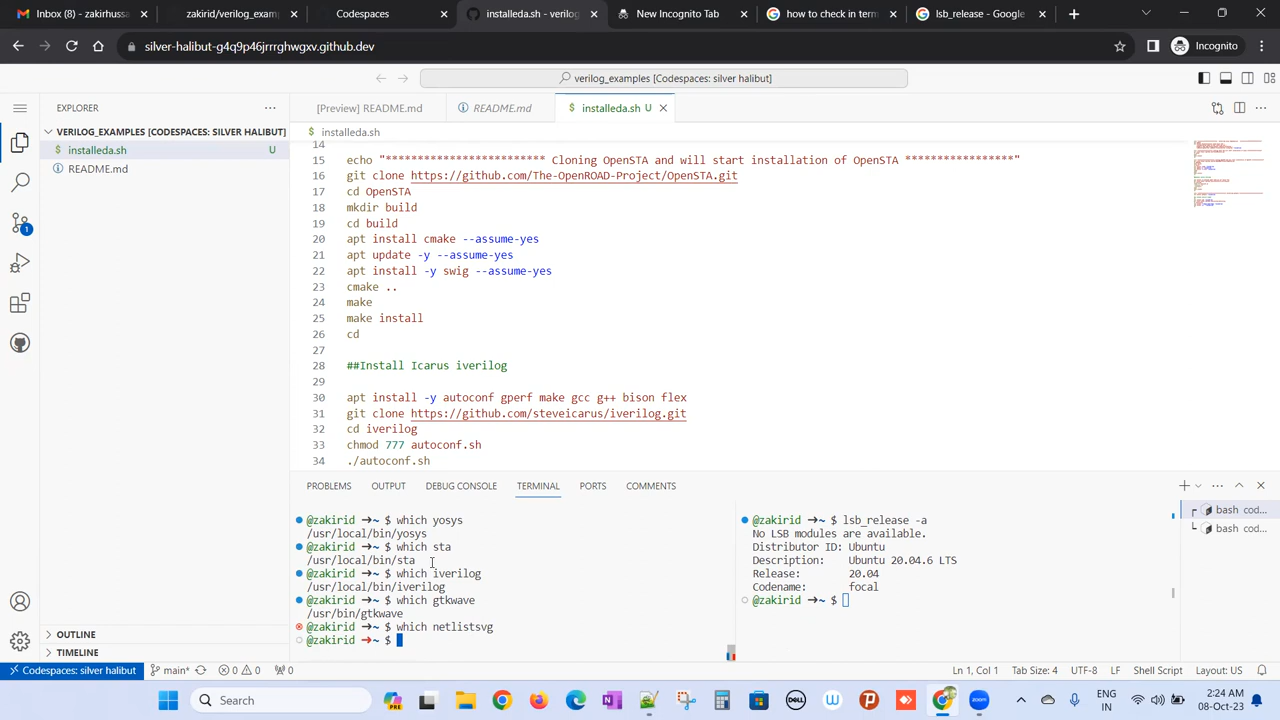 Inbox (26) - zakirhussa
zakirid/verilog_exampl
Codespaces
installeda.sh - verilog
New Incognito Tab
how to check in term
lsb_release - Google
silver-halibut-g4q9p46jrrrghwgxv.github.dev
Incognito
verilog_examples [Codespaces: silver halibut]
EXPLORER
[Preview] README.md
README.md
installeda.sh U
VERILOG_EXAMPLES [CODESPACES: SILVER HALIBUT]
installeda.sh
U
README.md
installeda.sh
14
15 echo "************************* Cloning OpenSTA and will start installation of OpenSTA *****************"
16 git clone https://github.com/The-OpenROAD-Project/OpenSTA.git
17 cd OpenSTA
18 mkdir build
19 cd build
20 apt install cmake --assume-yes
21 apt update -y --assume-yes
22 apt install -y swig --assume-yes
23 cmake ..
24 make
25 make install
26 cd
27
28 ##Install Icarus iverilog
29
30 apt install -y autoconf gperf make gcc g++ bison flex
31 git clone https://github.com/steveicarus/iverilog.git
32 cd iverilog
33 chmod 777 autoconf.sh
34 ./autoconf.sh
1
PROBLEMS
OUTPUT
DEBUG CONSOLE
TERMINAL
PORTS
COMMENTS
@zakirid ➜~ $ which yosys
/usr/local/bin/yosys
@zakirid ➜~ $ which sta
/usr/local/bin/sta
@zakirid ➜~ $ which iverilog
/usr/local/bin/iverilog
@zakirid ➜~ $ which gtkwave
/usr/bin/gtkwave
@zakirid ➜~ $ which netlistsvg
@zakirid ➜~ $
@zakirid ➜~ $ lsb_release -a
No LSB modules are available.
Distributor ID: Ubuntu
Description: Ubuntu 20.04.6 LTS
Release: 20.04
Codename: focal
@zakirid ➜~ $
bash cod...
bash cod...
OUTLINE
TIMELINE
Codespaces: silver halibut
main*
0
0
0
Ln 1, Col 1
Tab Size: 4
UTF-8
LF
Shell Script
Layout: US
Search
PRE
DELL
ENG
IN
2:24 AM
08-Oct-23